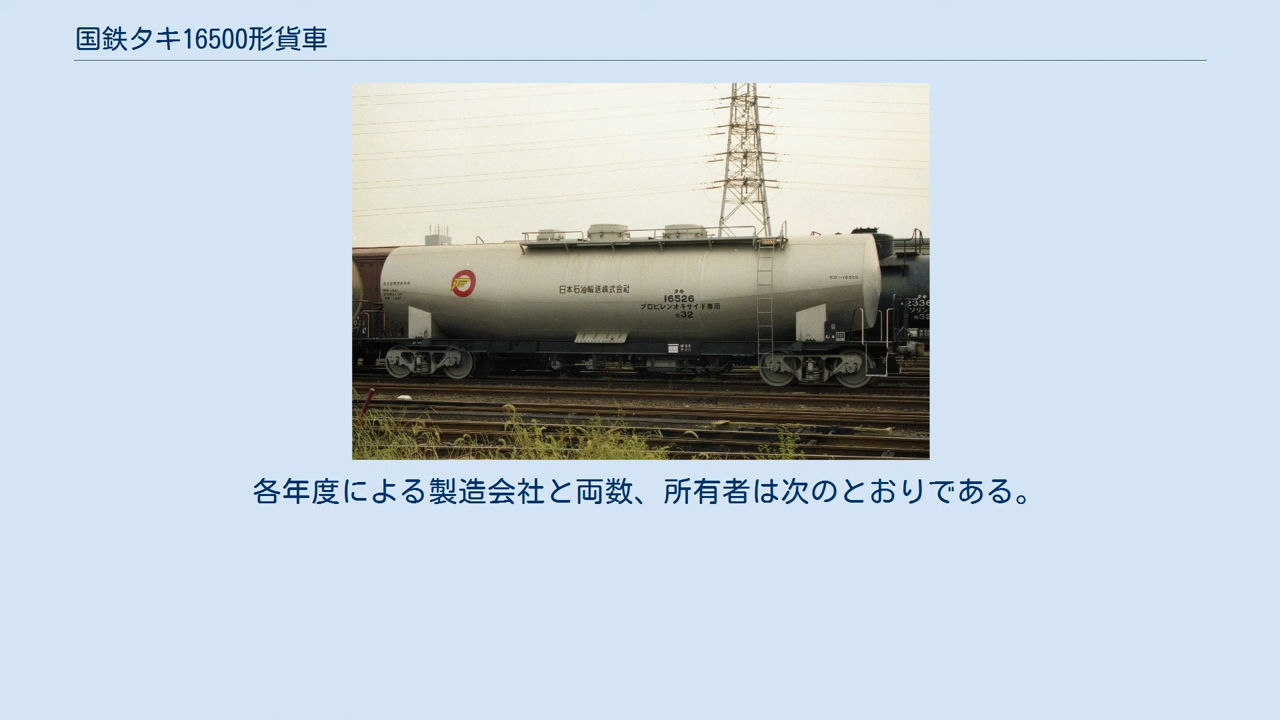 国鉄タキ16500形貨車
日本石油輸送株式会社
タキ
16526
プロピレンオキサイド専用
32
各年度による製造会社と両数、所有者は次のとおりである。